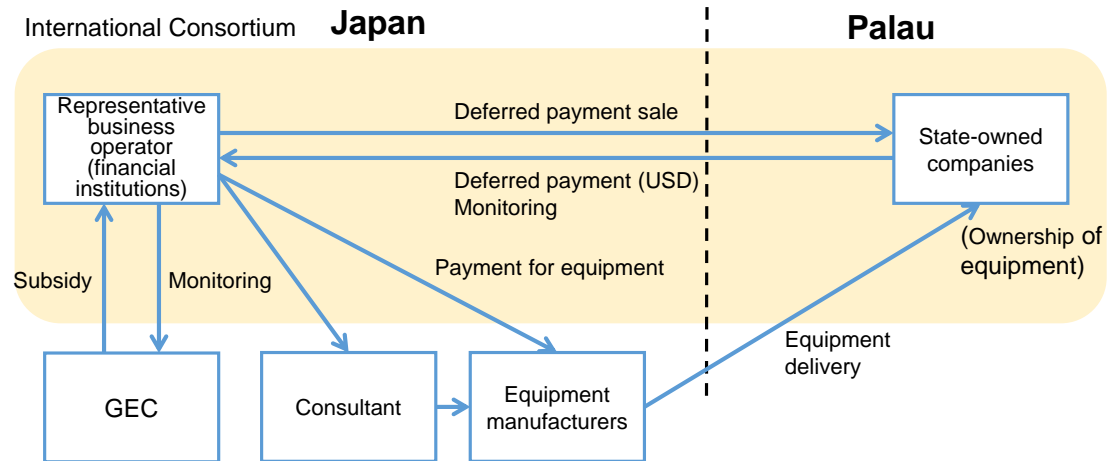 International Consortium
Japan
Palau
Representative
business
operator
(financial
institutions)
Deferred payment sale
State-owned
companies
Deferred payment (USD)
Monitoring
(Ownership of
equipment)
Subsidy
Monitoring
Payment for equipment
Equipment
delivery
GEC
Consultant
Equipment
manufacturers